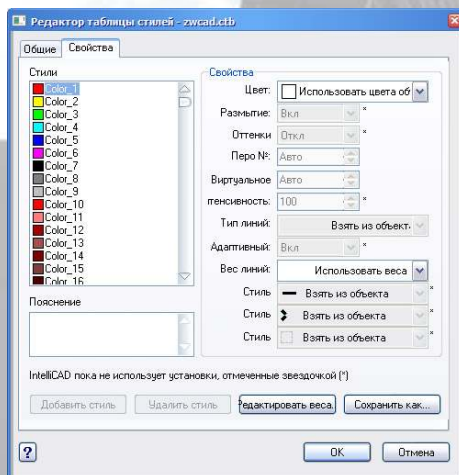 Редактор таблицы стилей - zwcad.ctb
Общие
Свойства
Стили
Color_1
Color_2
Color_3
Color_4
Color_5
Color_6
Color_7
Color_8
Color_9
Color_10
Color_11
Color_12
Color_13
Color_14
Color_15
Color_16
Пояснение
Свойства
Цвет: Использовать цвета об
Размытие: Вкл *
Оттенки Откл *
Перо №: Авто
Виртуальное Авто
тенсивность: 100 *
Тип линий: Взять из объект
Адаптивный: Вкл *
Вес линий: Использовать веса
Стиль Взять из объекта *
Стиль Взять из объекта *
Стиль Взять из объекта *
IntelliCAD пока не использует установки, отмеченные звездочкой (*)
Добавить стиль
Удалить стиль
Редактировать веса.
Сохранить как...
?
OK
Отмена